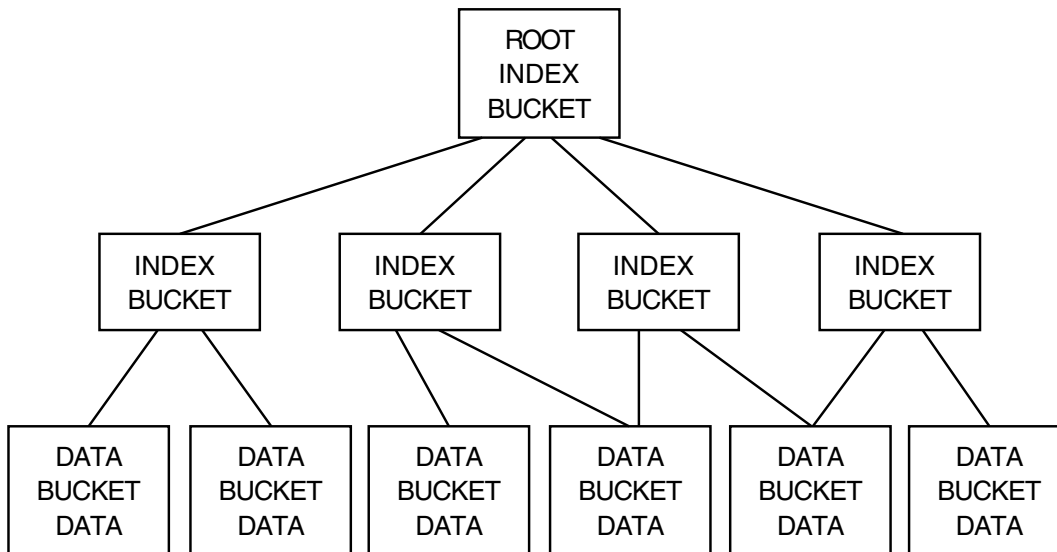 ROOT
INDEX
BUCKET
INDEX
BUCKET
INDEX
BUCKET
INDEX
BUCKET
INDEX
BUCKET
DATA
BUCKET
DATA
DATA
BUCKET
DATA
DATA
BUCKET
DATA
DATA
BUCKET
DATA
DATA
BUCKET
DATA
DATA
BUCKET
DATA